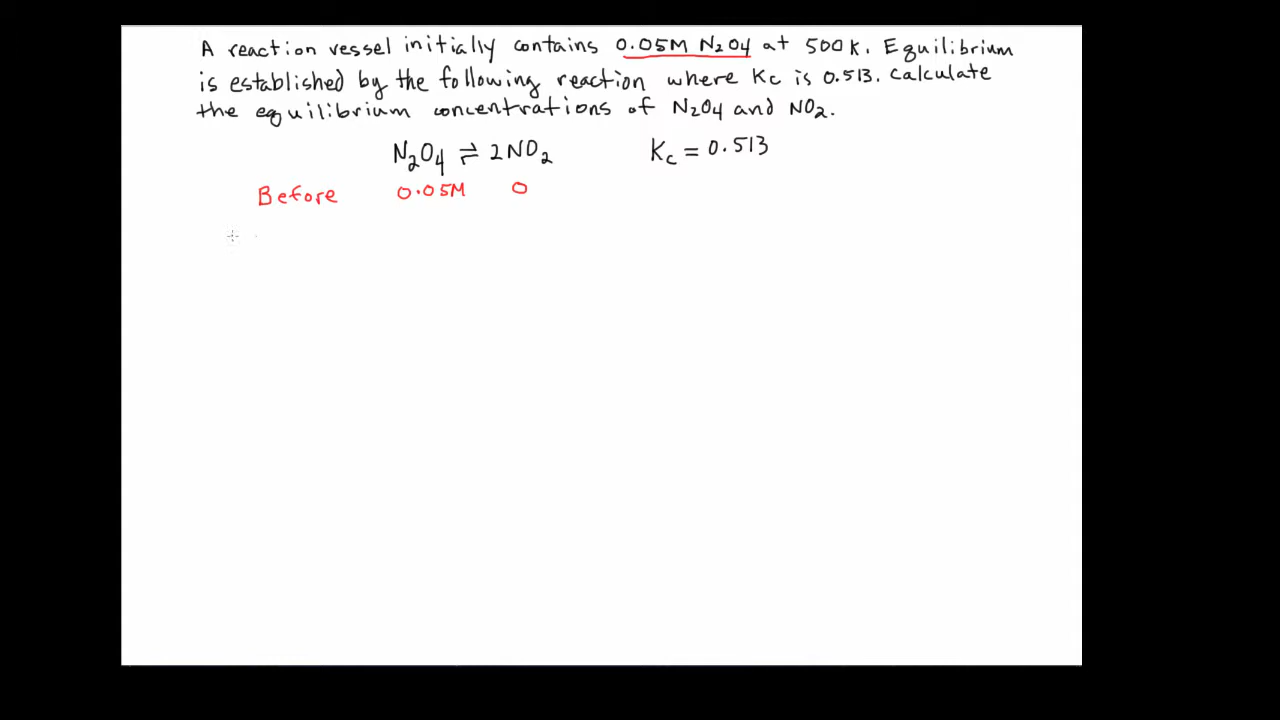 A reaction vessel initially contains 0.05M N₂O₄ at 500K. Equilibrium
is established by the following reaction where Kc is 0.513. Calculate
the equilibrium concentrations of N₂O₄ and NO₂.
N₂O₄ ⇌ 2NO₂ Kc = 0.513
Before 0.05M 0